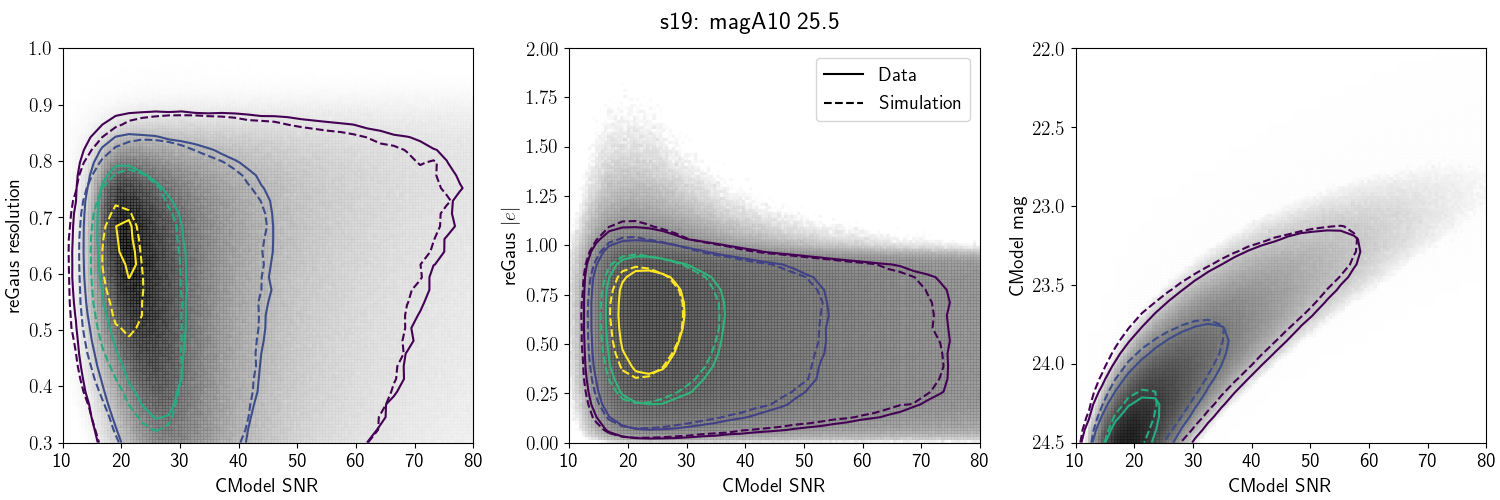 s19: magA10 25.5
1.0
0.9
0.8
0.7
0.6
0.5
0.4
0.3
reGaus resolution
10 20 30 40 50 60 70 80
CModel SNR
2.00
1.75
1.50
1.25
1.00
0.75
0.50
0.25
0.00
reGaus |e|
Data
Simulation
10 20 30 40 50 60 70 80
CModel SNR
22.0
22.5
23.0
23.5
24.0
24.5
CModel mag
10 20 30 40 50 60 70 80
CModel SNR